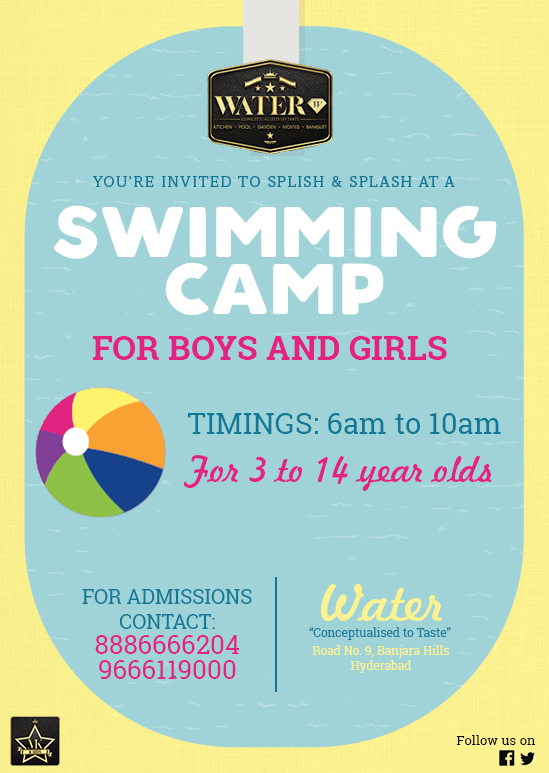 WATER
W
CONCEPTUALIZED TO TASTE
KITCHEN • POOL • GARDEN • MOVIES • BANQUET
YOU'RE INVITED TO SPLISH & SPLASH AT A
SWIMMING
CAMP
FOR BOYS AND GIRLS
TIMINGS: 6am to 10am
For 3 to 14 year olds
FOR ADMISSIONS
CONTACT:
8886666204
9666119000
Water
“Conceptualised to Taste”
Road No. 9, Banjara Hills
Hyderabad
Follow us on